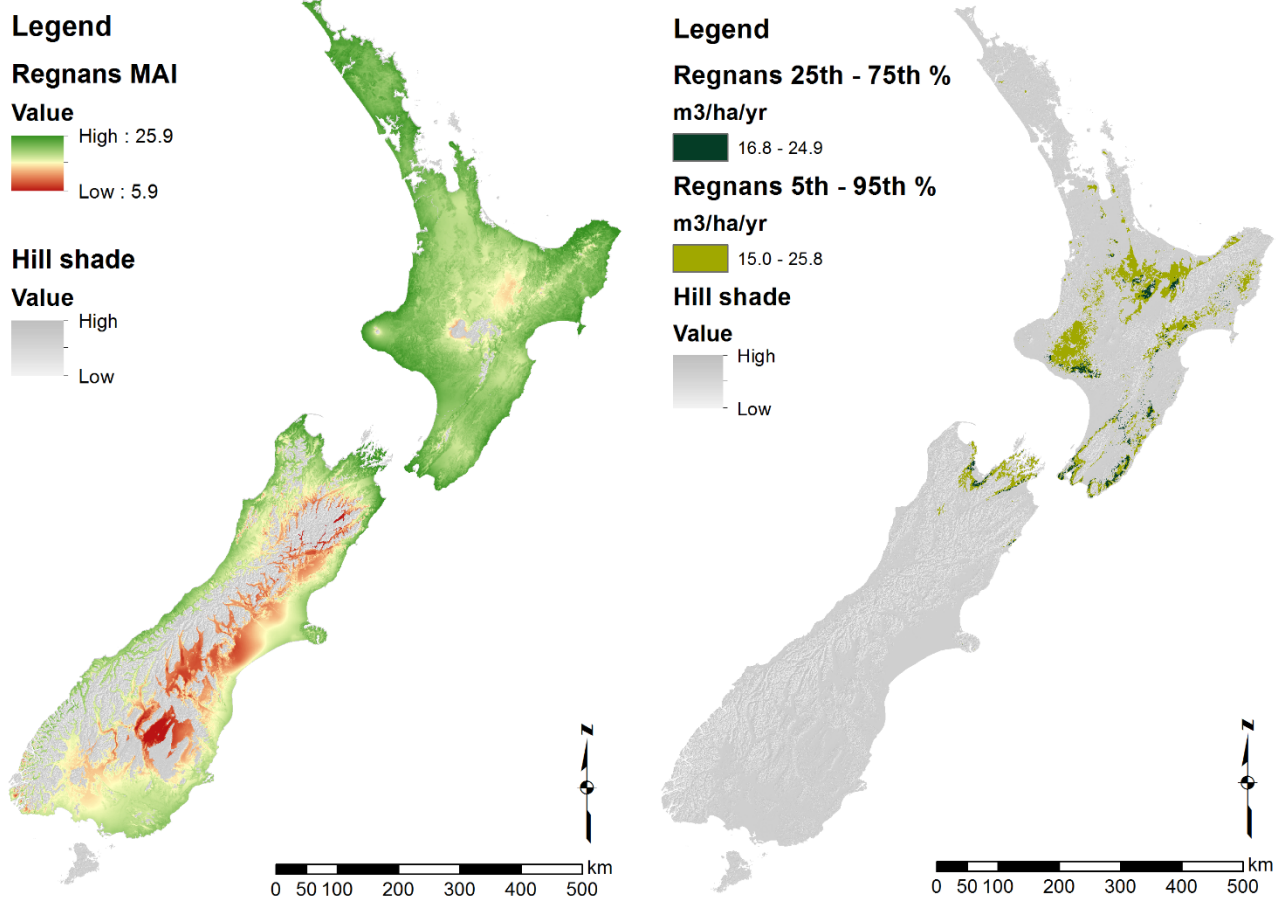 Legend
Regnans MAI
Value
High : 25.9
Low : 5.9
Hill shade
Value
High
Low
N
km
0 50 100 200 300 400 500
Legend
Regnans 25th - 75th %
m3/ha/yr
16.8 - 24.9
Regnans 5th - 95th %
m3/ha/yr
15.0 - 25.8
Hill shade
Value
High
Low
N
km
0 50 100 200 300 400 500